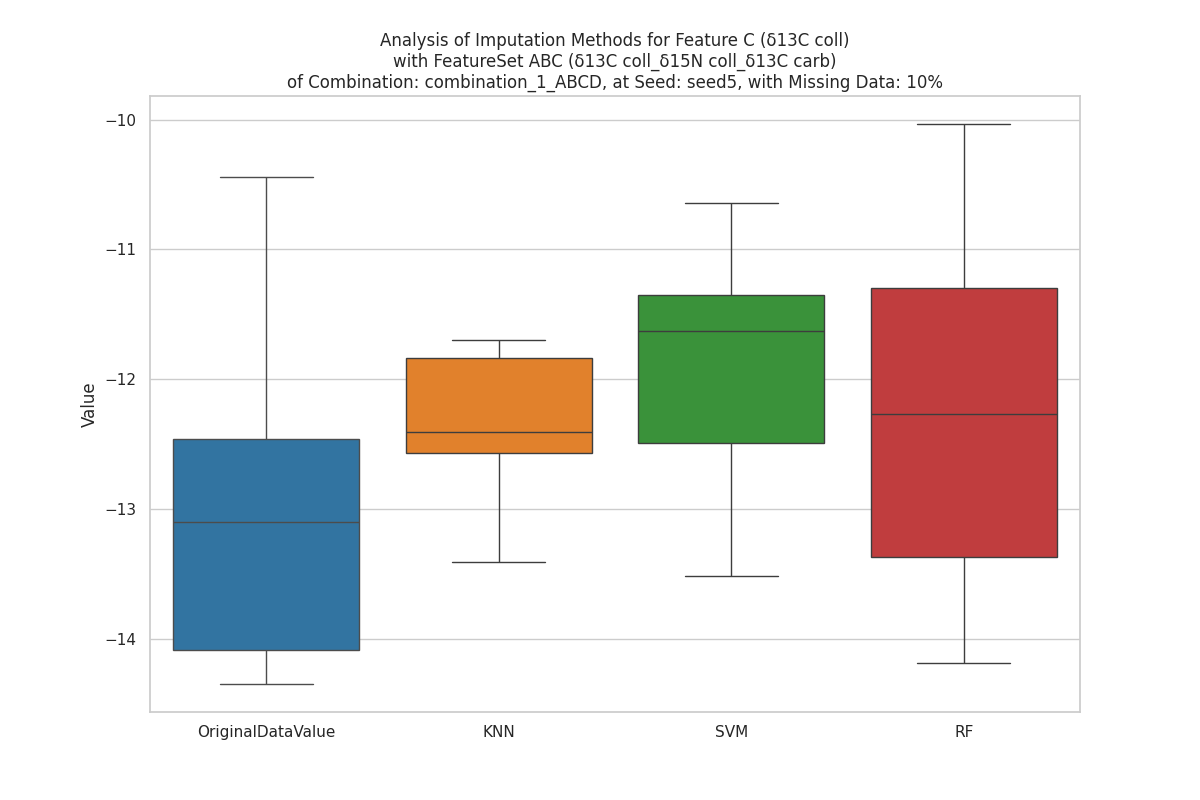 Analysis of Imputation Methods for Feature C (δ13C coll)
with FeatureSet ABC (δ13C coll_δ15N coll_δ13C carb)
of Combination: combination_1_ABCD, at Seed: seed5, with Missing Data: 10%
−10
−11
−12
−13
−14
Value
OriginalDataValue
KNN
SVM
RF